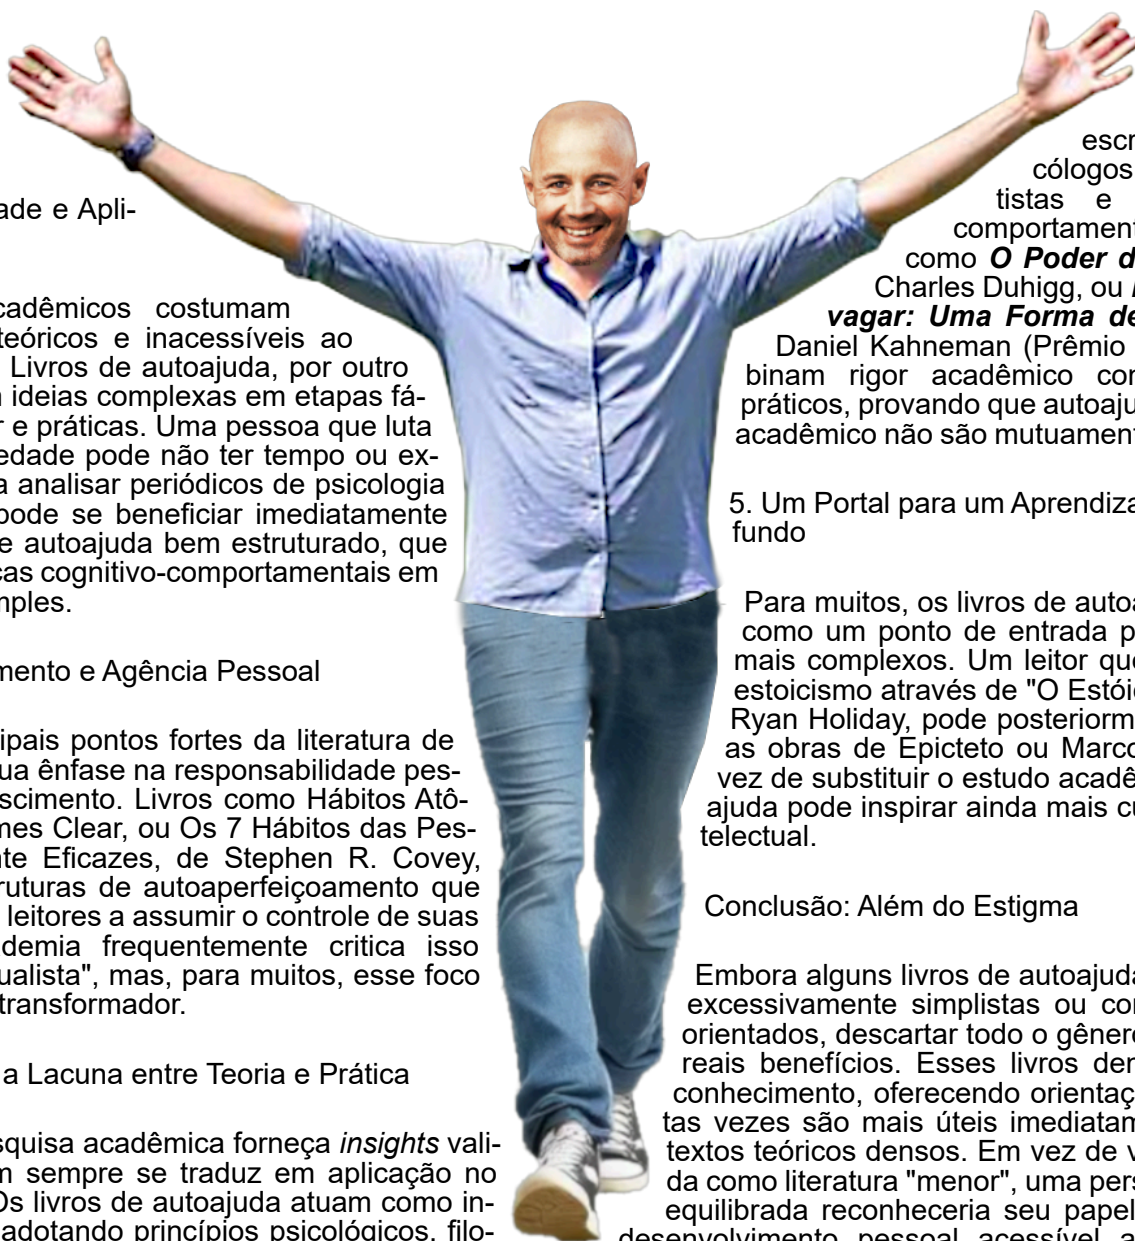 ade e Apli-
cadêmicos costumam
teóricos e inacessíveis ao
Livros de autoajuda, por outro
ideias complexas em etapas fá-
r e práticas. Uma pessoa que luta
edade pode não ter tempo ou ex-
a analisar periódicos de psicologia
pode se beneficiar imediatamente
e autoajuda bem estruturado, que
cas cognitivo-comportamentais em
mples.
mento e Agência Pessoal
ipais pontos fortes da literatura de
ua ênfase na responsabilidade pes-
scimento. Livros como Hábitos Atô-
mes Clear, ou Os 7 Hábitos das Pes-
te Eficazes, de Stephen R. Covey,
ruturas de autoaperfeiçoamento que
leitores a assumir o controle de suas
demia frequentemente critica isso
ualista", mas, para muitos, esse foco
transformador.
a Lacuna entre Teoria e Prática
squisa acadêmica forneça insights vali-
m sempre se traduz em aplicação no
Os livros de autoajuda atuam como in-
adotando princípios psicológicos, filo-
escr
cólogos
tistas e
comportament
como O Poder d
Charles Duhigg, ou
vagar: Uma Forma de
Daniel Kahneman (Prêmio
binam rigor acadêmico con
práticos, provando que autoaju
acadêmico não são mutuament
5. Um Portal para um Aprendiza
fundo
Para muitos, os livros de autoa
como um ponto de entrada p
mais complexos. Um leitor que
estoicismo através de "O Estói
Ryan Holiday, pode posteriorm
as obras de Epicteto ou Marco
vez de substituir o estudo acadê
ajuda pode inspirar ainda mais cu
telectual.
Conclusão: Além do Estigma
Embora alguns livros de autoajuda
excessivamente simplistas ou com
orientados, descartar todo o gênero
reais benefícios. Esses livros dem
conhecimento, oferecendo orientaç
tas vezes são mais úteis imediatam
textos teóricos densos. Em vez de v
da como literatura "menor", uma pers
equilibrada reconheceria seu papel
desenvolvimento pessoal acessível a